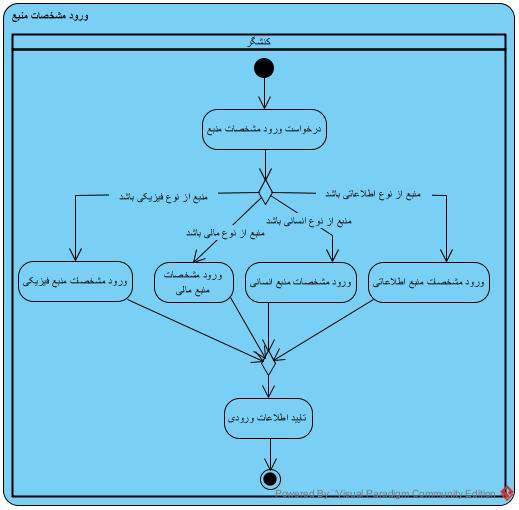 ورود مشخصات منبع
کنشگر
درخواست ورود مشخصات منبع
منبع از نوع فیزیکی باشد
منبع از نوع اطلاعاتی باشد
منبع از نوع انسانی باشد
منبع از نوع مالی باشد
ورود مشخصات منبع فیزیکی
ورود مشخصات
منبع مالی
ورود مشخصات منبع انسانی
ورود مشخصات منبع اطلاعاتی
تایید اطلاعات ورودی
Powered By Visual Paradigm Community Edition